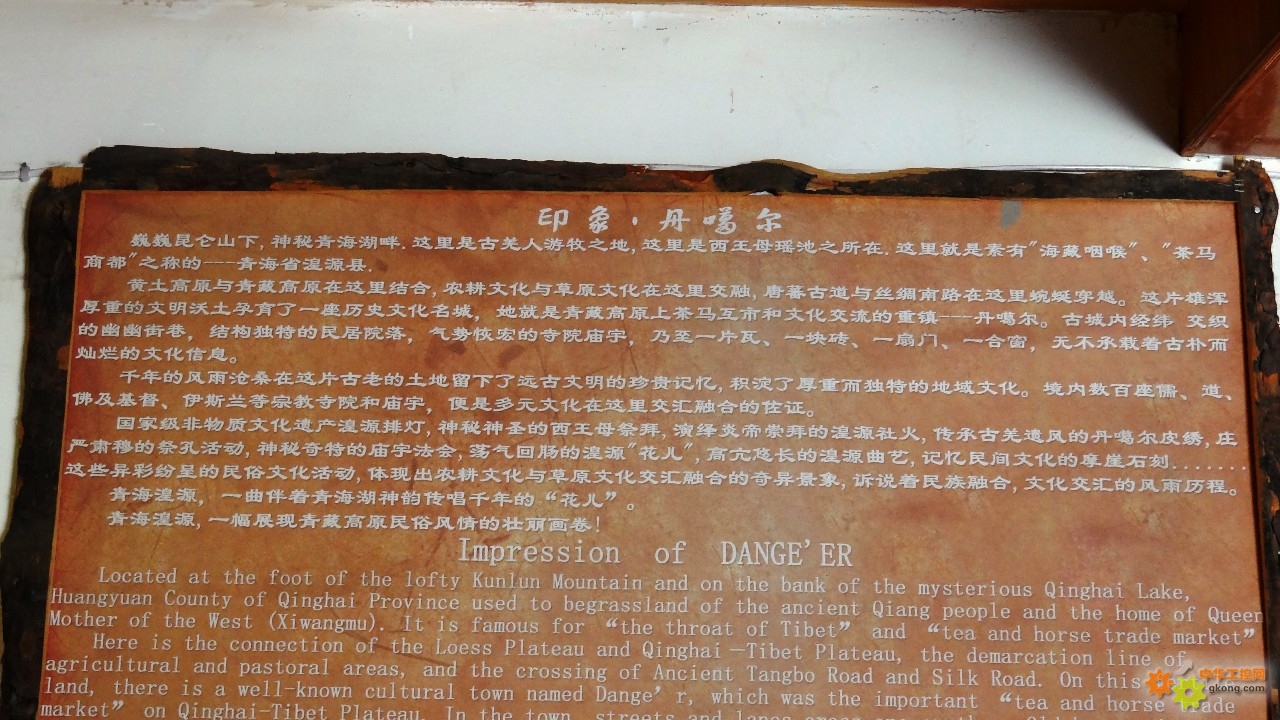 印象·丹噶尔
巍巍昆仑山下,神秘青海湖畔.这里是古羌人游牧之地,这里是西王母瑶池之所在.这里就是素有"海藏咽喉"、"茶马
商都"之称的---青海省湟源县.
黄土高原与青藏高原在这里结合,农耕文化与草原文化在这里交融,唐蕃古道与丝绸南路在这里蜿蜒穿越。这片雄浑
厚重的文明沃土孕育了一座历史文化名城，她就是青藏高原上茶马互市和文化交流的重镇---丹噶尔。古城内经纬 交织
的幽幽街巷，结构独特的民居院落，气势恢宏的寺院庙宇，乃至一片瓦、一块砖、一扇门、一合窗，无不承载着古朴而
灿烂的文化信息。
千年的风雨沧桑在这片古老的土地留下了远古文明的珍贵记忆,积淀了厚重而独特的地域文化。境内数百座儒、道、
佛及基督、伊斯兰等宗教寺院和庙宇，便是多元文化在这里交汇融合的佐证。
国家级非物质文化遗产湟源排灯,神秘神圣的西王母祭拜,演绎炎帝崇拜的湟源社火,传承古羌遗风的丹噶尔皮绣,庄
严肃穆的祭孔活动,神秘奇特的庙宇法会,荡气回肠的湟源"花儿",高亢悠长的湟源曲艺,记忆民间文化的摩崖石刻........
这些异彩纷呈的民俗文化活动,体现出农耕文化与草原文化交汇融合的奇异景象,诉说着民族融合,文化交汇的风雨历程。
青海湟源，一曲伴着青海湖神韵传唱千年的“花儿”。
青海湟源,一幅展现青藏高原民俗风情的壮丽画卷!
Impression of DANGE'ER
Located at the foot of the lofty Kunlun Mountain and on the bank of the mysterious Qinghai Lake,
Huangyuan County of Qinghai Province used to begrassland of the ancient Qiang people and the home of Queen
Mother of the West (Xiwangmu). It is famous for “the throat of Tibet” and “tea and horse trade market”
Here is the connection of the Loess Plateau and Qinghai—Tibet Plateau, the demarcation line of
agricultural and pastoral areas, and the crossing of Ancient Tangbo Road and Silk Road. On this
land, there is a well-known cultural town named Dange’r, which was the important “tea and horse trade
market” on Qinghai-Tibet Plateau. In the town, streets and lanes
中华工控网
gkong.com